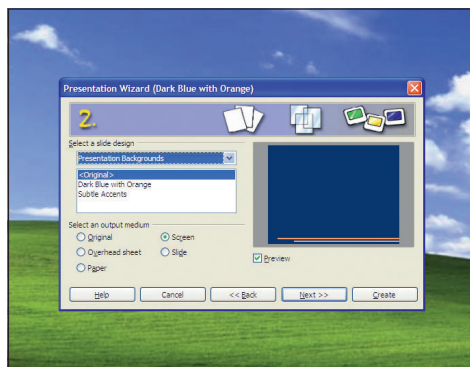 Presentation Wizard (Dark Blue with Orange)
2.
Select a slide design
Presentation Backgrounds
<Original>
Dark Blue with Orange
Subtle Accents
Select an output medium
Original
Screen
Overhead sheet
Slide
Paper
Preview
Help
Cancel
<< Back
Next >>
Create